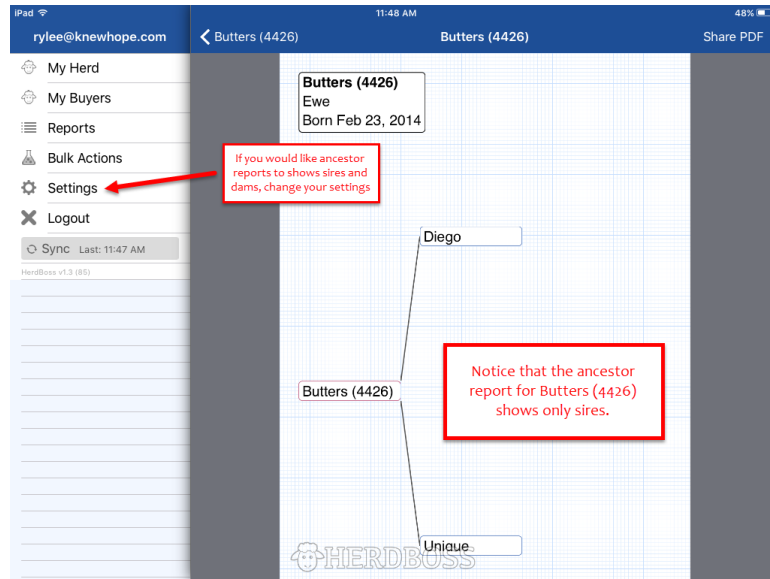 iPad 11:48 AM 48%
rylee@knewhope.com
Butters (4426)
Butters (4426)
Share PDF
My Herd
My Buyers
Reports
Bulk Actions
Settings
Logout
Sync Last: 11:47 AM
HerdBoss v1.3 (85)
If you would like ancestor
reports to shows sires and
dams, change your settings
Butters (4426)
Ewe
Born Feb 23, 2014
Diego
Butters (4426)
Notice that the ancestor
report for Butters (4426)
shows only sires.
Unique
HERDBOSS